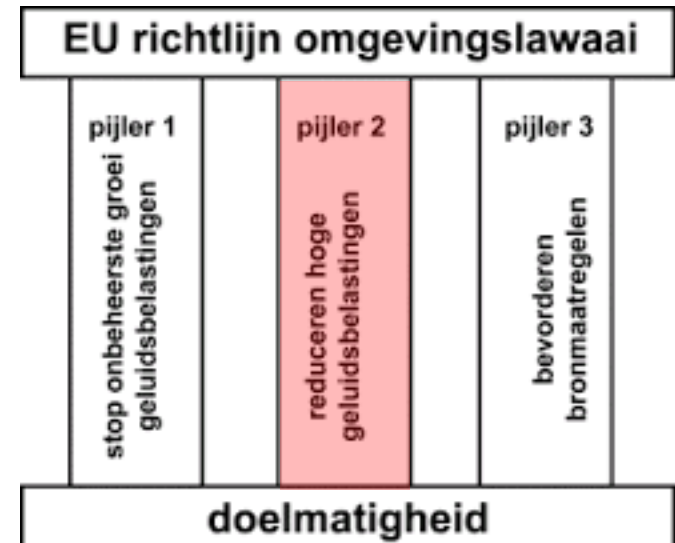 EU richtlijn omgevingslawaai
pijler 1
stop onbeheerste groei
geluidsbelastingen
pijler 2
reduceren hoge
geluidsbelastingen
pijler 3
bevorderen
bronmaatregelen
doelmatigheid